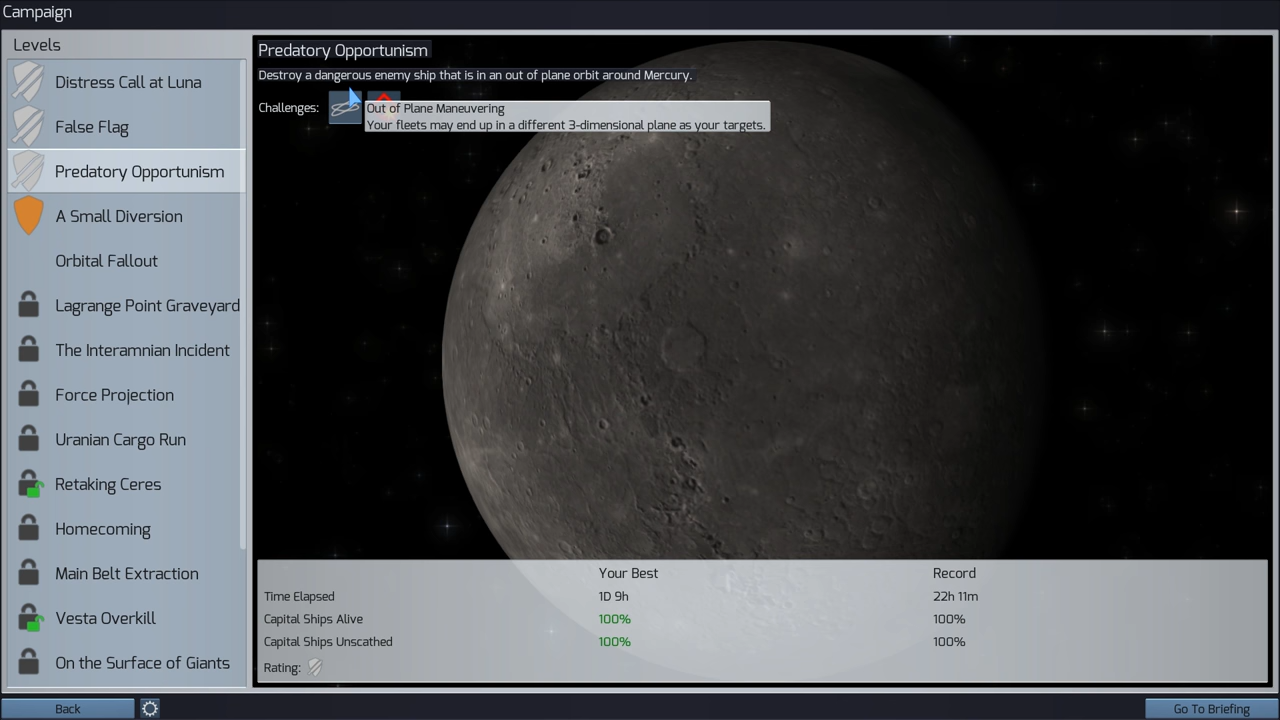 Campaign
Levels
Distress Call at Luna
False Flag
Predatory Opportunism
A Small Diversion
Orbital Fallout
Lagrange Point Graveyard
The Interamnian Incident
Force Projection
Uranian Cargo Run
Retaking Ceres
Homecoming
Main Belt Extraction
Vesta Overkill
On the Surface of Giants
Predatory Opportunism
Destroy a dangerous enemy ship that is in an out of plane orbit around Mercury.
Challenges:
Out of Plane Maneuvering
Your fleets may end up in a different 3-dimensional plane as your targets.
Your Best Record
Time Elapsed 1D 9h 22h 11m
Capital Ships Alive 100% 100%
Capital Ships Unscathed 100% 100%
Rating:
Back
Go To Briefing